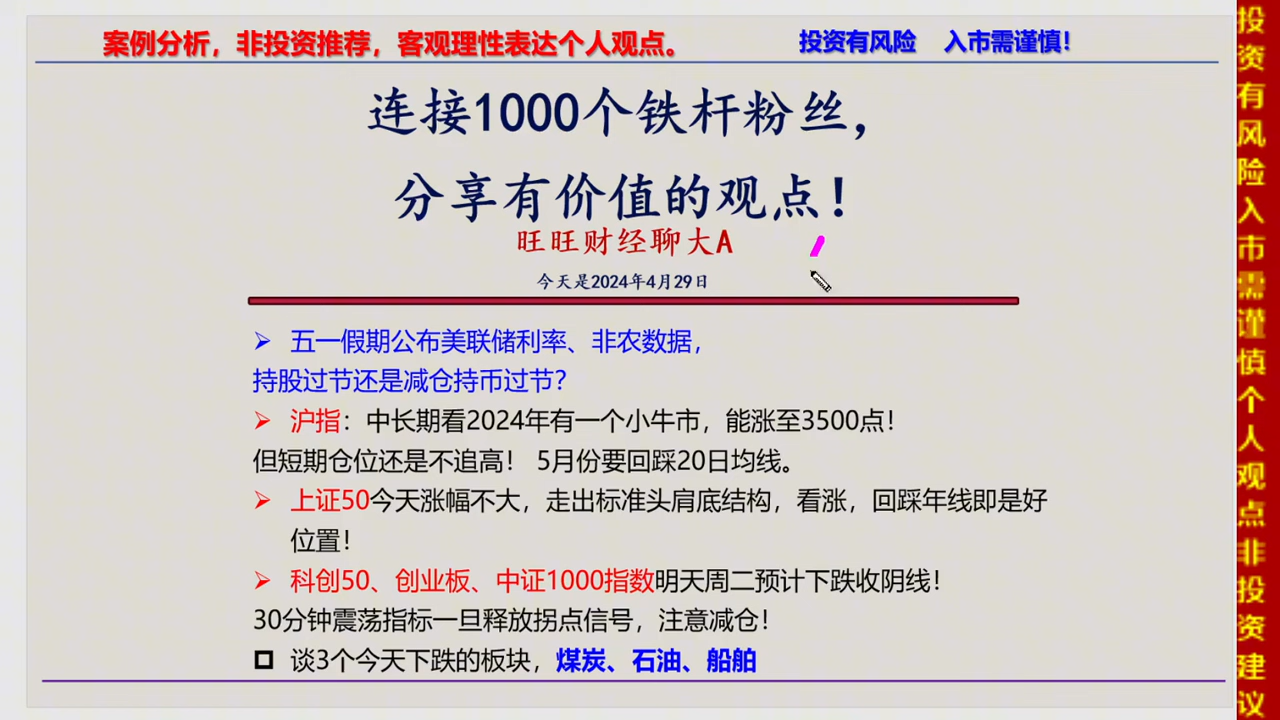 案例分析，非投资推荐，客观理性表达个人观点。
投资有风险 入市需谨慎！
连接1000个铁杆粉丝，
分享有价值的观点！
旺旺财经聊大A
今天是2024年4月29日
➢ 五一假期公布美联储利率、非农数据，
持股过节还是减仓持币过节？
➢ 沪指：中长期看2024年有一个小牛市，能涨至3500点！
但短期仓位还是不追高！ 5月份要回踩20日均线。
➢ 上证50今天涨幅不大，走出标准头肩底结构，看涨，回踩年线即是好
位置！
➢ 科创50、创业板、中证1000指数明天周二预计下跌收阴线！
30分钟震荡指标一旦释放拐点信号，注意减仓！
谈3个今天下跌的板块，煤炭、石油、船舶
投资有风险入市需谨慎个人观点非投资建议